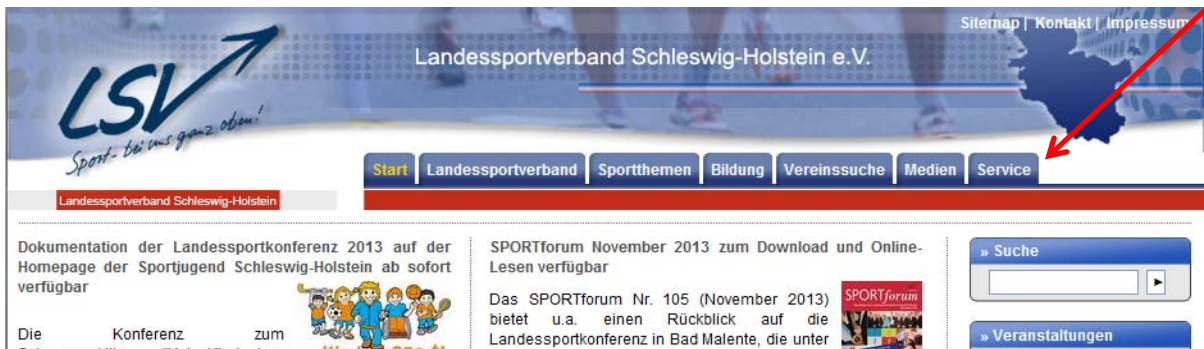 Sitemap | Kontakt | Impressum
Landessportverband Schleswig-Holstein e.V.
LSV
Sport - bei uns ganz oben!
Start Landessportverband Sportthemen Bildung Vereinssuche Medien Service
Landessportverband Schleswig-Holstein
Dokumentation der Landessportkonferenz 2013 auf der
Homepage der Sportjugend Schleswig-Holstein ab sofort
verfügbar
Die Konferenz zum
SPORTforum November 2013 zum Download und Online-
Lesen verfügbar
Das SPORTforum Nr. 105 (November 2013)
bietet u.a. einen Rückblick auf die
Landessportkonferenz in Bad Malente, die unter
SPORTforum
» Suche
» Veranstaltungen